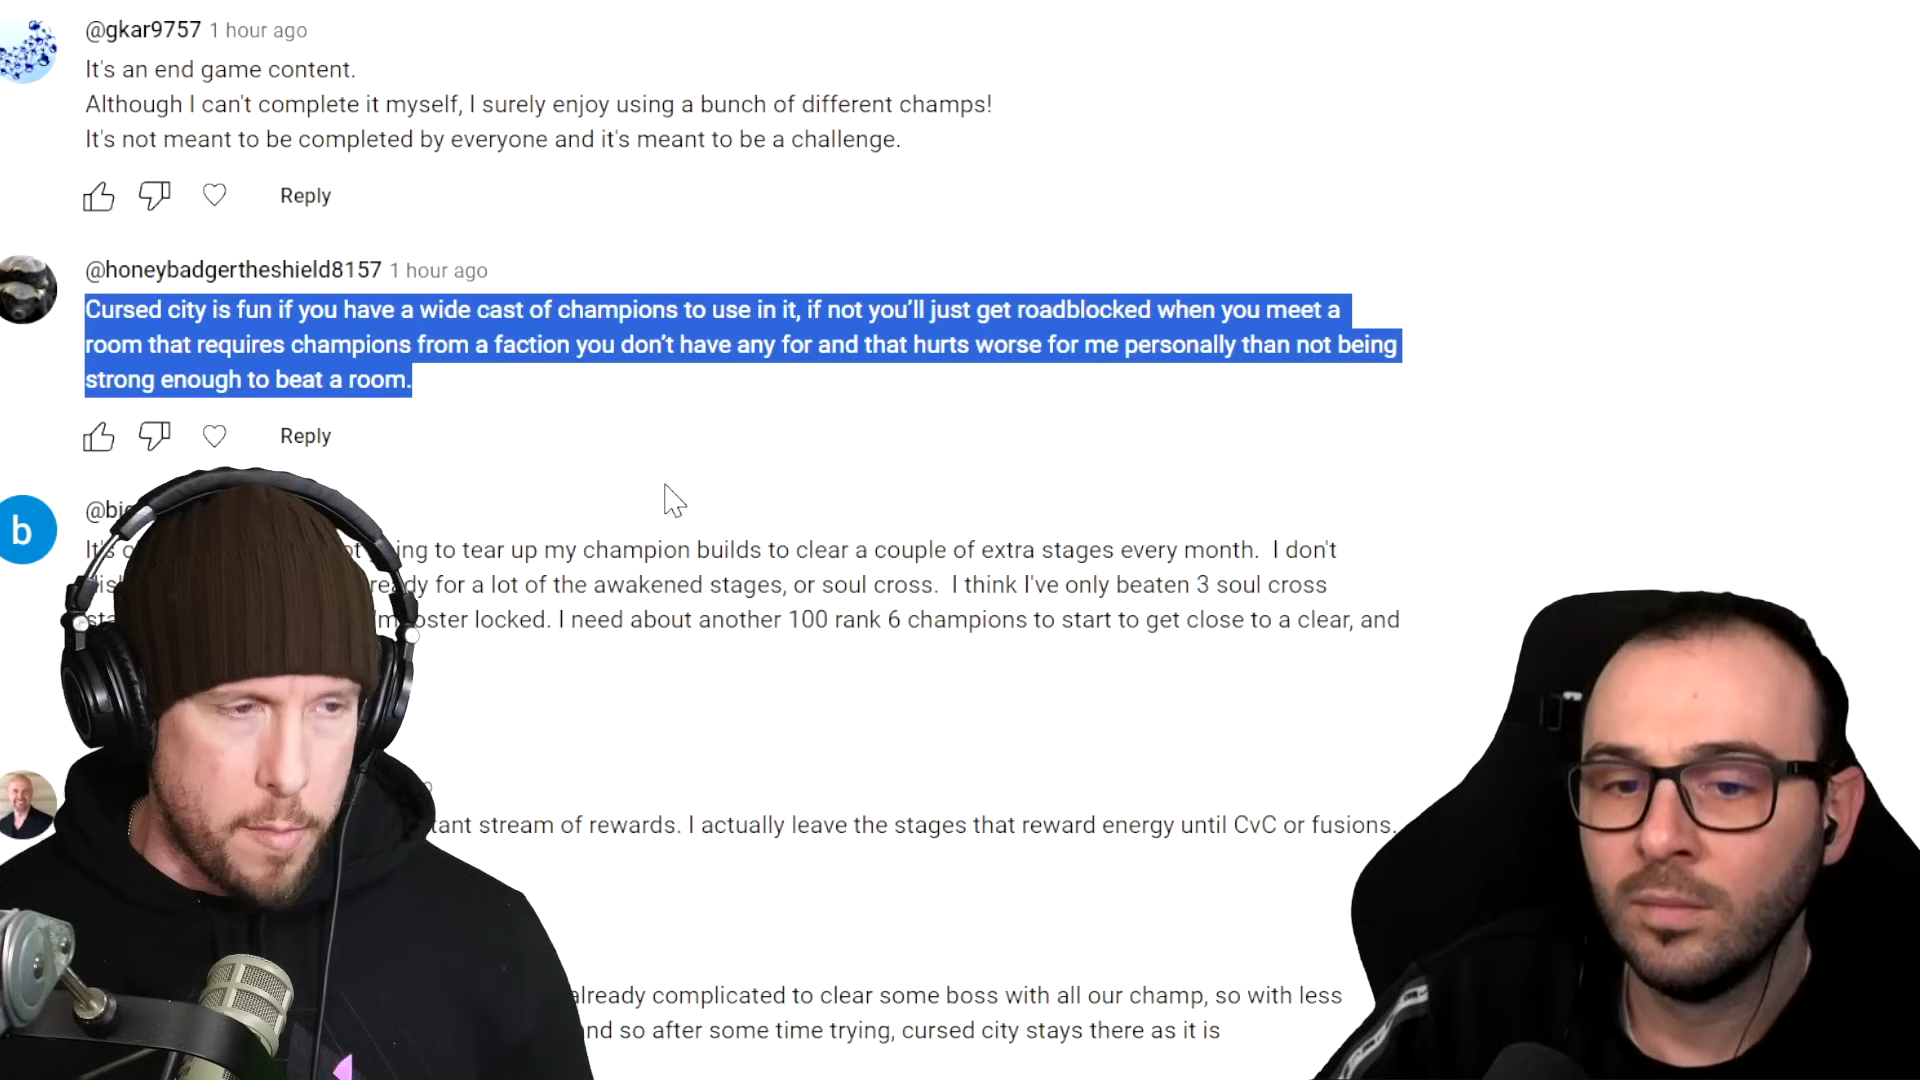 @gkar9757 1 hour ago
It's an end game content.
Although I can't complete it myself, I surely enjoy using a bunch of different champs!
It's not meant to be completed by everyone and it's meant to be a challenge.
Reply
@honeybadgertheshield8157 1 hour ago
Cursed city is fun if you have a wide cast of champions to use in it, if not you’ll just get roadblocked when you meet a
room that requires champions from a faction you don’t have any for and that hurts worse for me personally than not being
strong enough to beat a room.
Reply
b
It's to tear up my champion builds to clear a couple of extra stages every month. I don't
for a lot of the awakened stages, or soul cross. I think I've only beaten 3 soul cross
locked. I need about another 100 rank 6 champions to start to get close to a clear, and
stream of rewards. I actually leave the stages that reward energy until CvC or fusions.
already complicated to clear some boss with all our champ, so with less
so after some time trying, cursed city stays there as it is